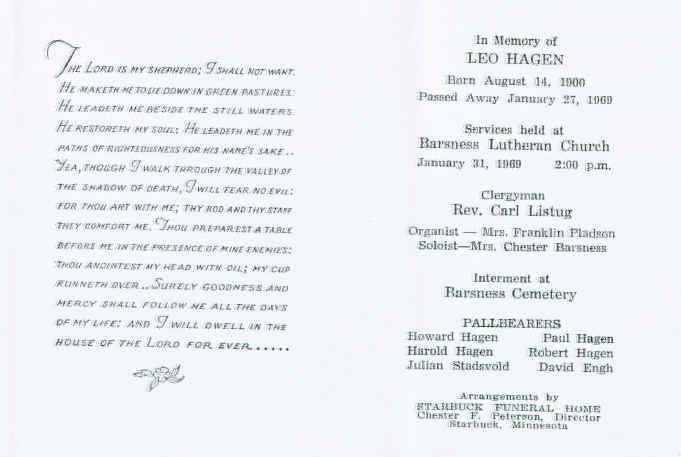 The Lord is my shepherd; I shall not want.
He maketh me to lie down in green pastures:
He leadeth me beside the still waters.
He restoreth my soul: He leadeth me in the
paths of righteousness for his name's sake..
Yea, though I walk through the valley of
the shadow of death, I will fear no evil:
for thou art with me; thy rod and thy staff
they comfort me. Thou preparest a table
before me in the presence of mine enemies:
thou anointest my head with oil; my cup
runneth over.. Surely goodness and
mercy shall follow me all the days
of my life: and I will dwell in the
house of the Lord for ever......
In Memory of
LEO HAGEN
Born August 14, 1900
Passed Away January 27, 1969
Services held at
Barsness Lutheran Church
January 31, 1969 2:00 p.m.
Clergyman
Rev. Carl Listug
Organist — Mrs. Franklin Pladson
Soloist—Mrs. Chester Barsness
Interment at
Barsness Cemetery
PALLBEARERS
Howard Hagen Paul Hagen
Harold Hagen Robert Hagen
Julian Stadsvold David Engh
Arrangements by
STARBUCK FUNERAL HOME
Chester F. Peterson, Director
Starbuck, Minnesota